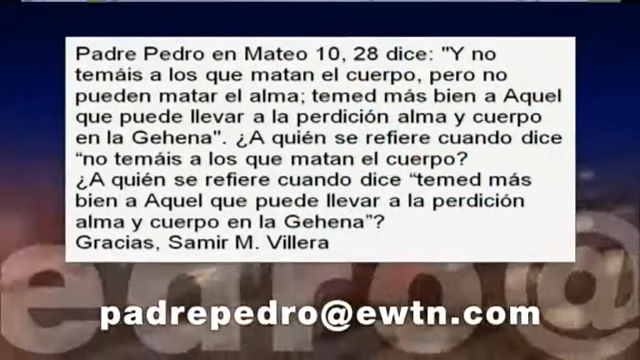 Padre Pedro en Mateo 10, 28 dice: "Y no
temáis a los que matan el cuerpo, pero no
pueden matar el alma; temed más bien a Aquel
que puede llevar a la perdición alma y cuerpo
en la Gehena". ¿A quién se refiere cuando dice
“no temáis a los que matan el cuerpo?
¿A quién se refiere cuando dice “temed más
bien a Aquel que puede llevar a la perdición
alma y cuerpo en la Gehena”?
Gracias, Samir M. Villera
edro@
padrepedro@ewtn.com